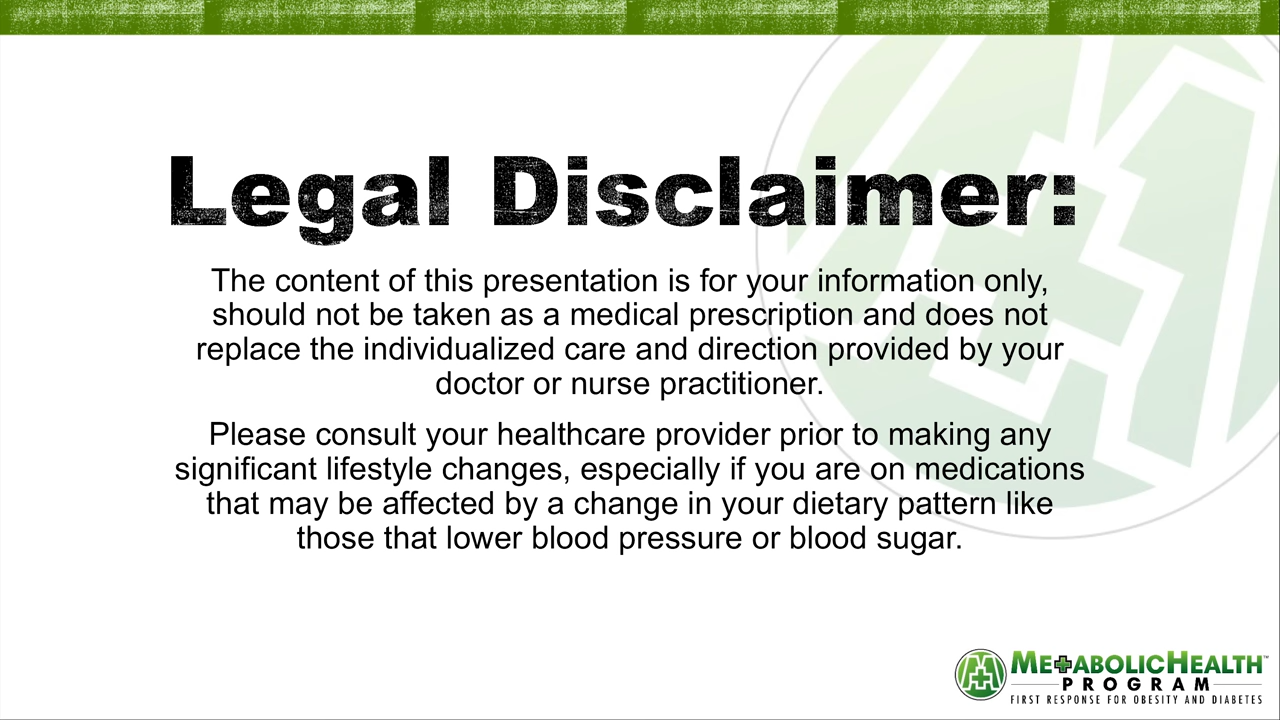 Legal Disclaimer:
The content of this presentation is for your information only,
should not be taken as a medical prescription and does not
replace the individualized care and direction provided by your
doctor or nurse practitioner.
Please consult your healthcare provider prior to making any
significant lifestyle changes, especially if you are on medications
that may be affected by a change in your dietary pattern like
those that lower blood pressure or blood sugar.
METABOLICHEALTH™
PROGRAM
FIRST RESPONSE FOR OBESITY AND DIABETES